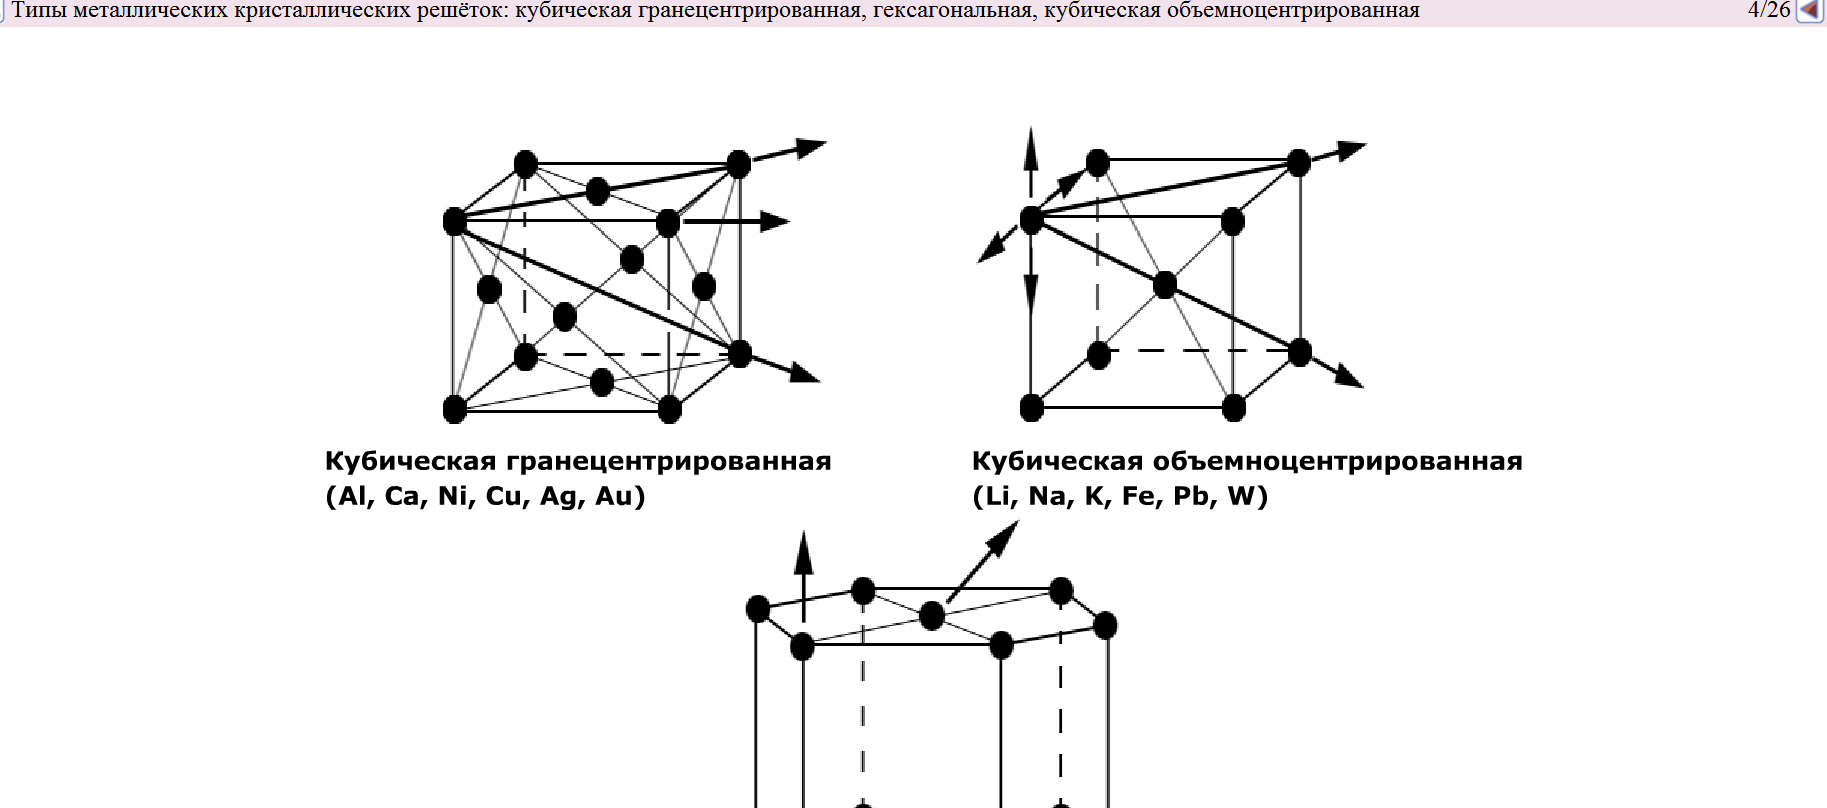 Типы металлических кристаллических решёток: кубическая гранецентрированная, гексагональная, кубическая объемноцентрированная
4/26
Кубическая гранецентрированная
(Al, Ca, Ni, Cu, Ag, Au)
Кубическая объемноцентрированная
(Li, Na, K, Fe, Pb, W)